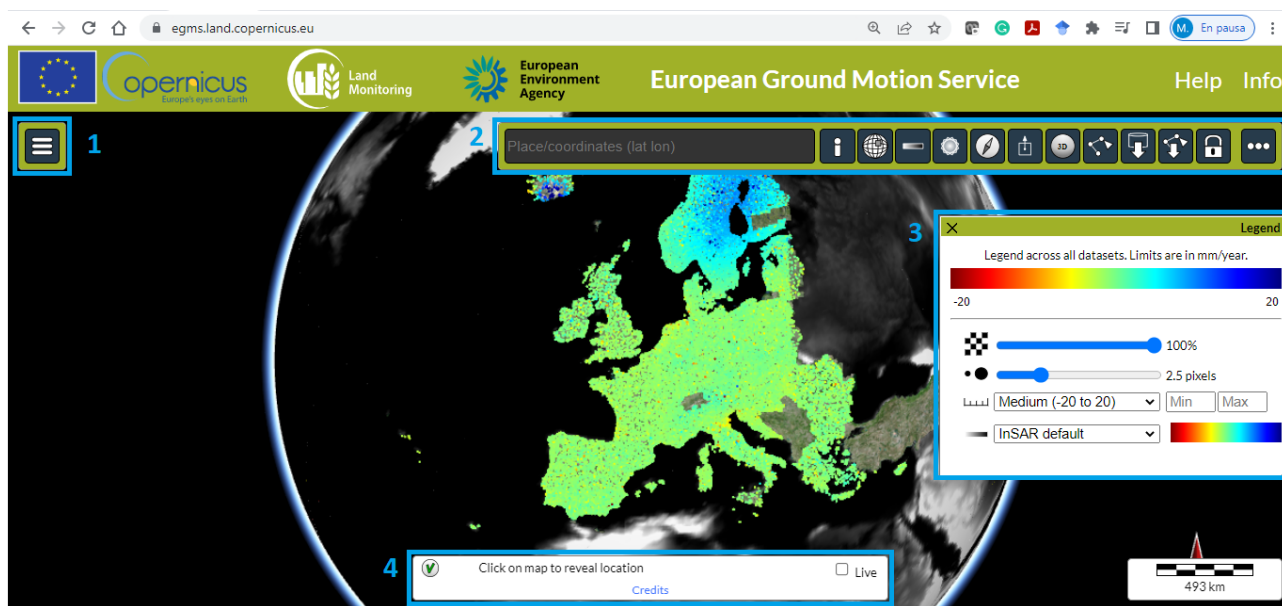 egms.land.copernicus.eu
M. En pausa
opernicus
Europe's eyes on Earth
Land
Monitoring
European
Environment
Agency
European Ground Motion Service
Help Info
1
2
Place/coordinates (lat lon)
3D
3
Legend
Legend across all datasets. Limits are in mm/year.
-20 20
100%
2.5 pixels
Medium (-20 to 20) Min Max
InSAR default
4
Click on map to reveal location Live
Credits
493 km